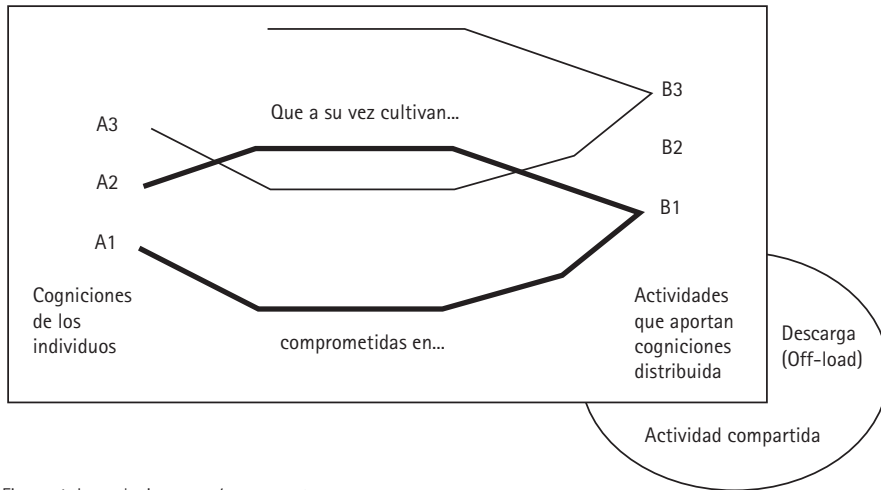 B3
Que a su vez cultivan...
A3
B2
A2
B1
A1
Cogniciones
de los
individuos
comprometidas en...
Actividades
que aportan
cogniciones
distribuida
Descarga
(Off-load)
Actividad compartida